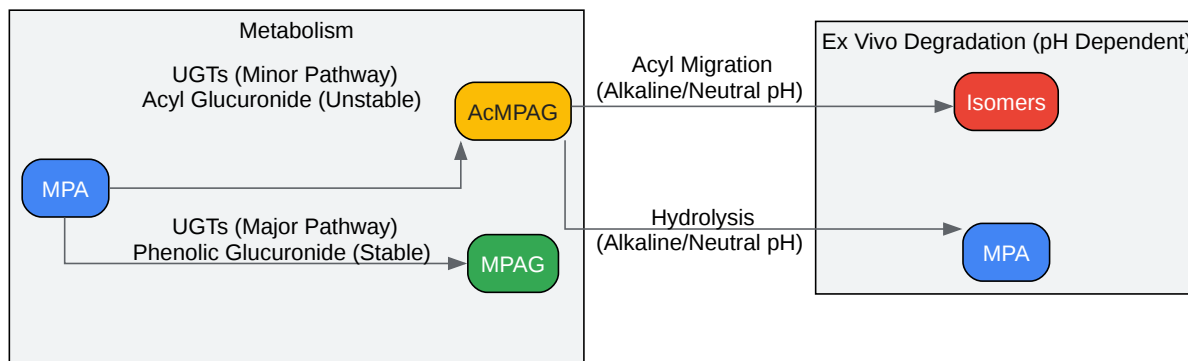 Metabolism
UGTs (Minor Pathway)
Acyl Glucuronide (Unstable)
AcMPAG
MPA
UGTs (Major Pathway)
Phenolic Glucuronide (Stable)
MPAG
Acyl Migration
(Alkaline/Neutral pH)
Hydrolysis
(Alkaline/Neutral pH)
Ex Vivo Degradation (pH Dependent)
Isomers
MPA